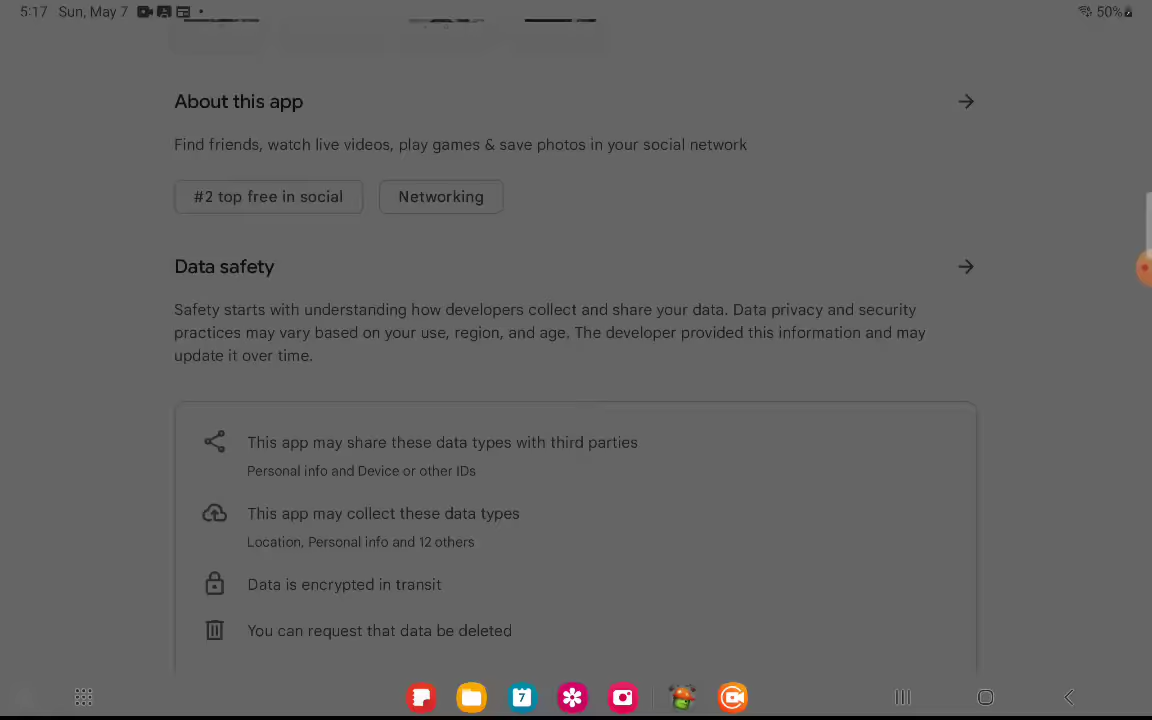 5:17 Sun, May 7
50%
About this app
Find friends, watch live videos, play games & save photos in your social network
#2 top free in social
Networking
Data safety
Safety starts with understanding how developers collect and share your data. Data privacy and security
practices may vary based on your use, region, and age. The developer provided this information and may
update it over time.
This app may share these data types with third parties
Personal info and Device or other IDs
This app may collect these data types
Location, Personal info and 12 others
Data is encrypted in transit
You can request that data be deleted
7